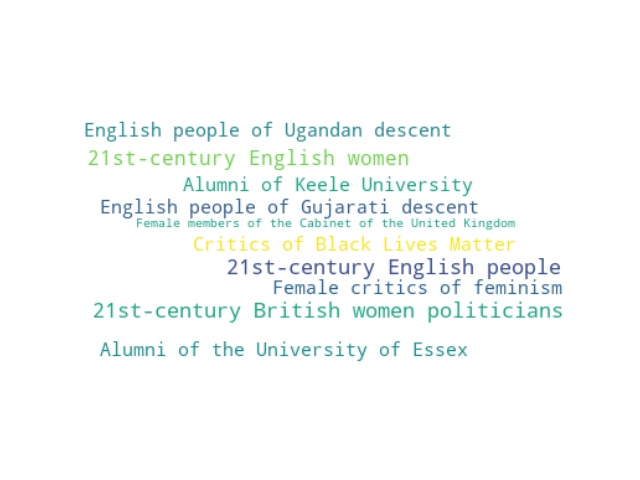 English people of Ugandan descent
21st-century English women
Alumni of Keele University
English people of Gujarati descent
Female members of the Cabinet of the United Kingdom
Critics of Black Lives Matter
21st-century English people
Female critics of feminism
21st-century British women politicians
Alumni of the University of Essex